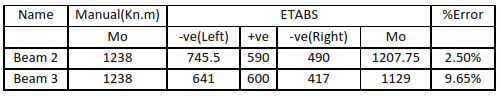 Name Manual(Kn.m) ETABS %Error
Mo -ve(Left) +ve -ve(Right) Mo
Beam 2 1238 745.5 590 490 1207.75 2.50%
Beam 3 1238 641 600 417 1129 9.65%